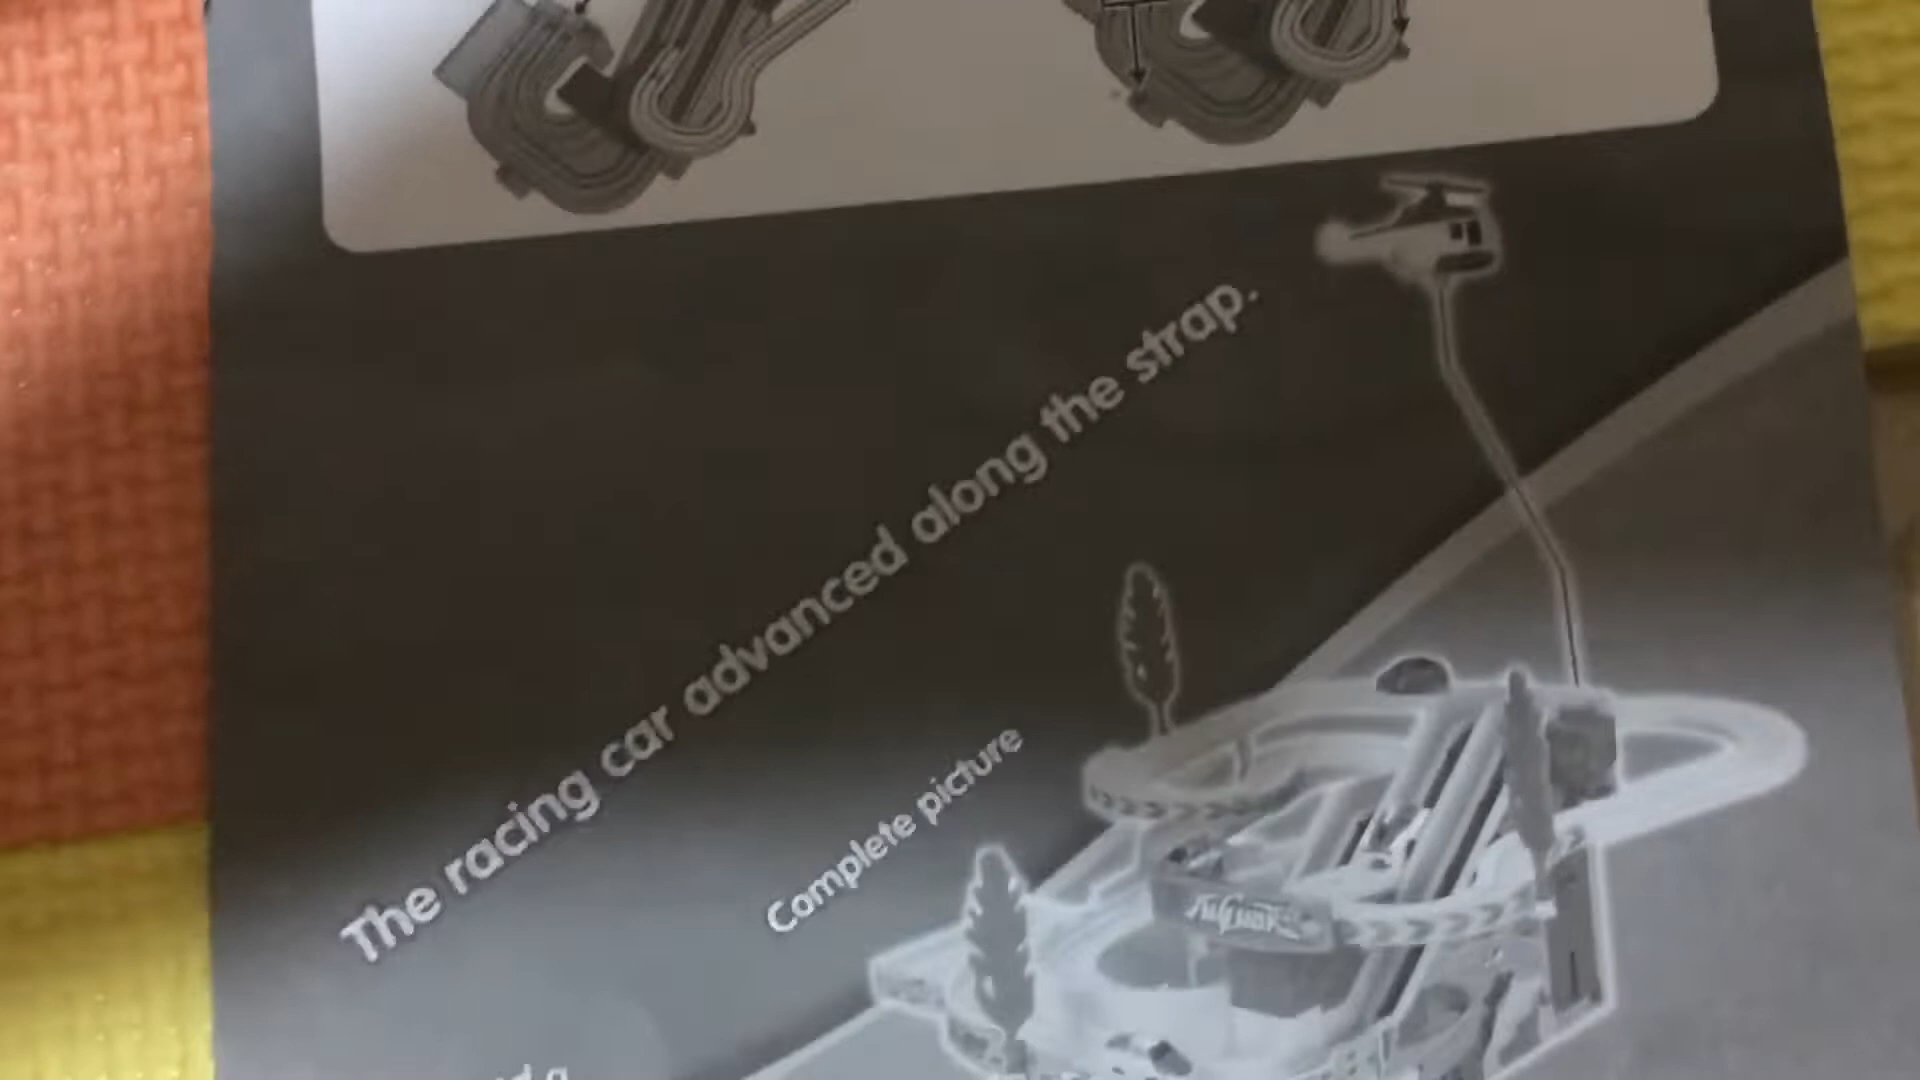 The racing car advanced along the strap.
Complete picture